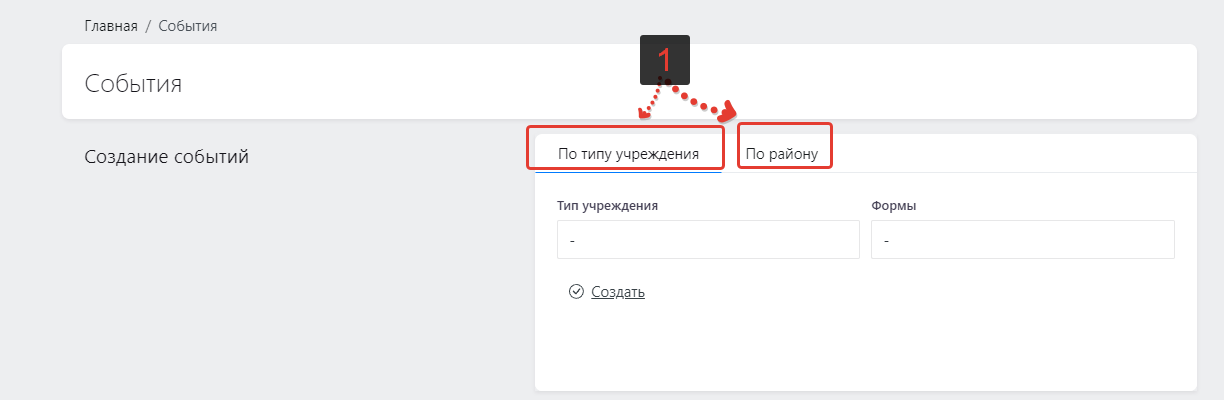 Главная / События
1
События
Создание событий
По типу учреждения
По району
Тип учреждения
Формы
-
-
Создать